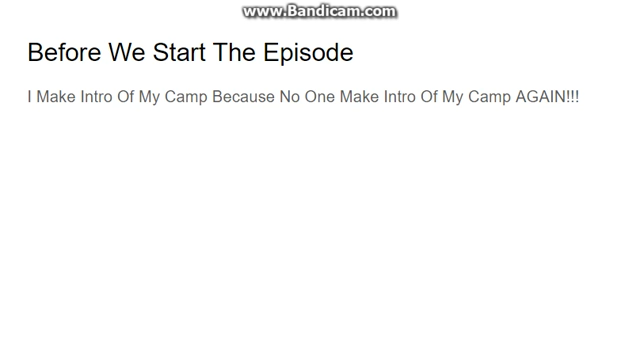 www.Bandicam.com
Before We Start The Episode
I Make Intro Of My Camp Because No One Make Intro Of My Camp AGAIN!!!